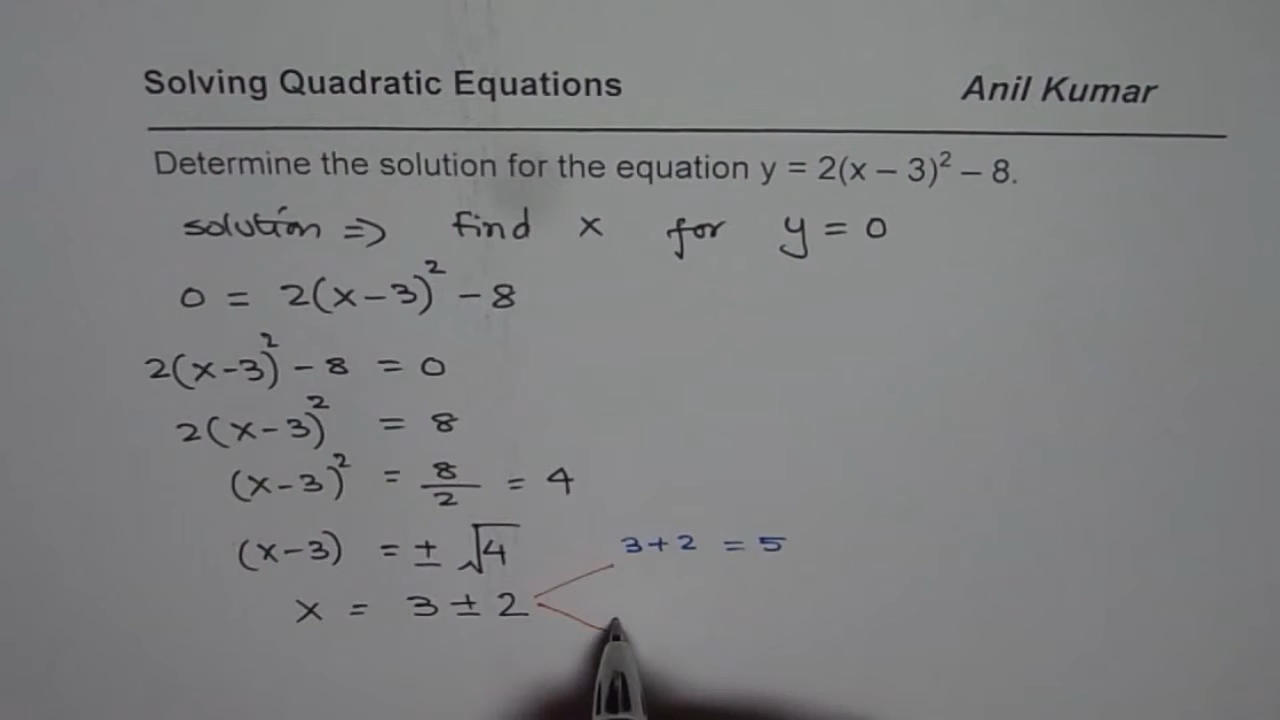 Solving Quadratic Equations Anil Kumar
Determine the solution for the equation y = 2(x – 3)² – 8.
solution ⇒ find x for y = 0
0 = 2(x-3)² - 8
2(x-3)² - 8 = 0
2(x-3)² = 8
(x-3)² = 8/2 = 4
(x-3) = ± √4
3+2 = 5
x = 3 ± 2